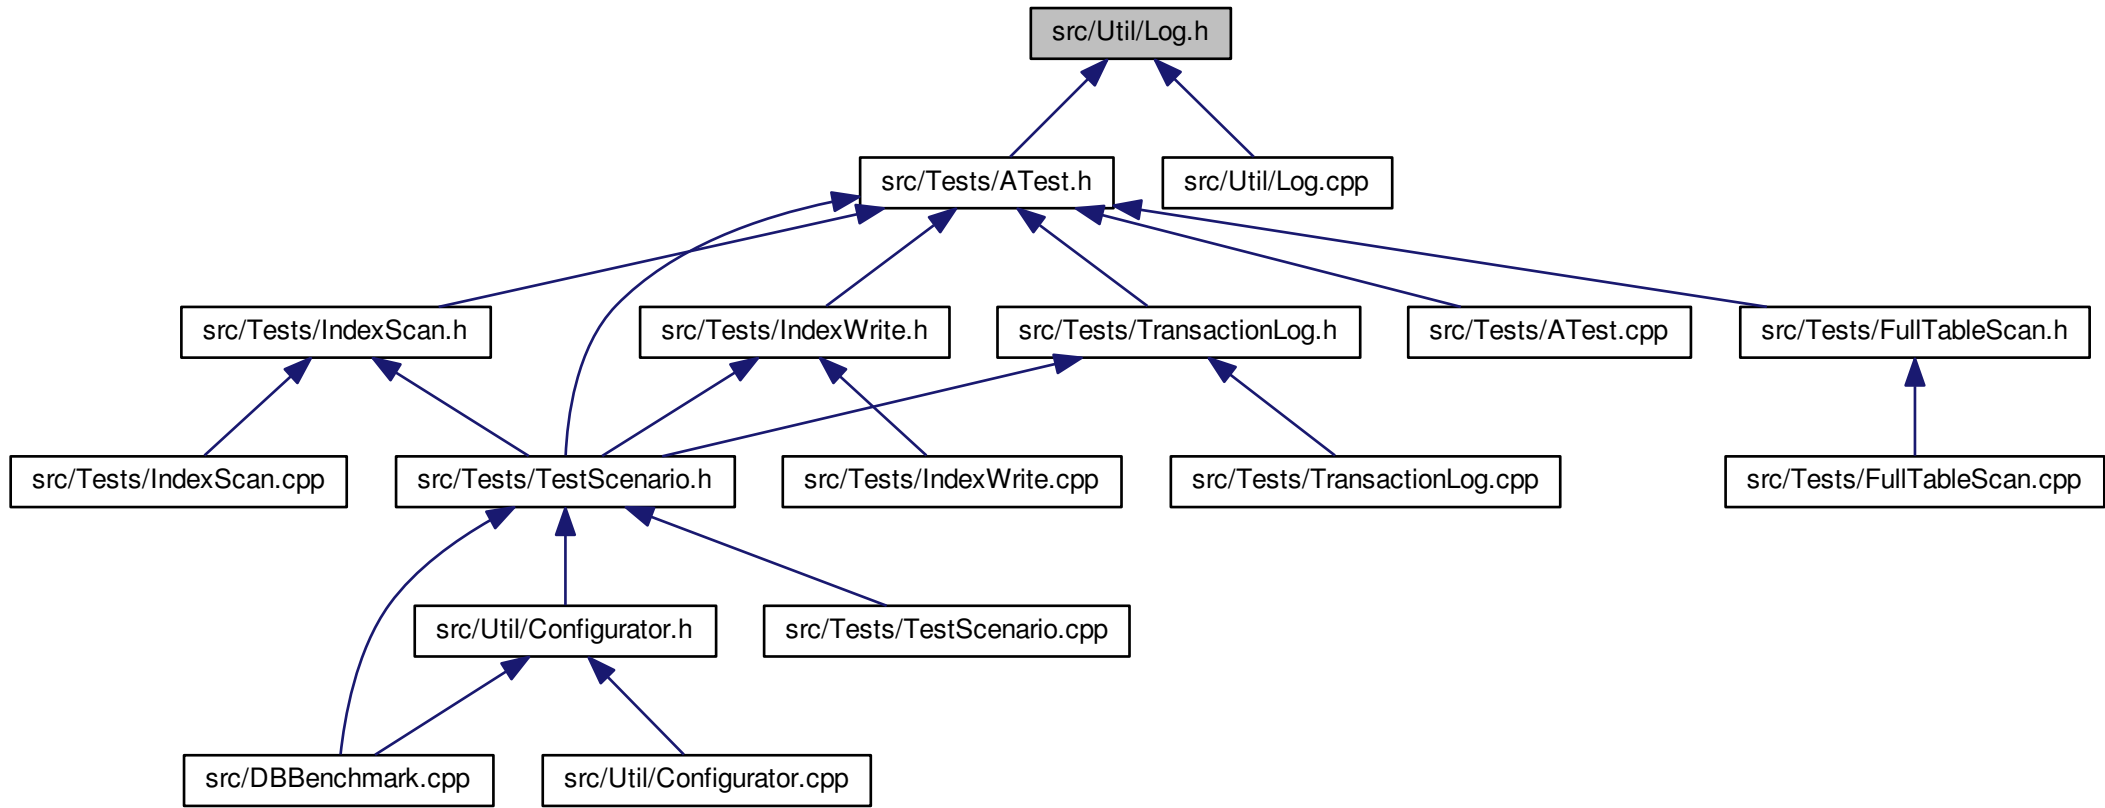 src/Util/Log.h
src/Tests/ATest.h
src/Util/Log.cpp
src/Tests/IndexScan.h
src/Tests/IndexWrite.h
src/Tests/TransactionLog.h
src/Tests/ATest.cpp
src/Tests/FullTableScan.h
src/Tests/IndexScan.cpp
src/Tests/TestScenario.h
src/Tests/IndexWrite.cpp
src/Tests/TransactionLog.cpp
src/Tests/FullTableScan.cpp
src/Util/Configurator.h
src/Tests/TestScenario.cpp
src/DBBenchmark.cpp
src/Util/Configurator.cpp